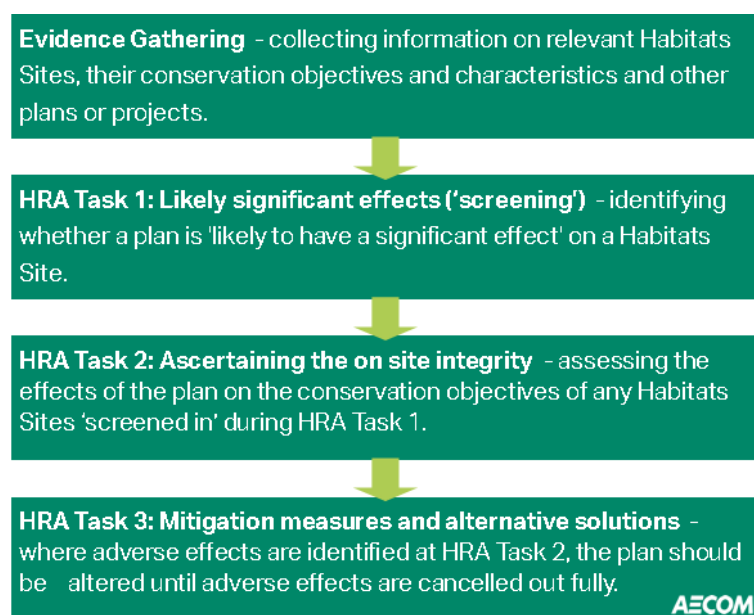 Evidence Gathering - collecting information on relevant Habitats
Sites, their conservation objectives and characteristics and other
plans or projects.
HRA Task 1: Likely significant effects (‘screening’) - identifying
whether a plan is 'likely to have a significant effect' on a Habitats
Site.
HRA Task 2: Ascertaining the on site integrity - assessing the
effects of the plan on the conservation objectives of any Habitats
Sites ‘screened in’ during HRA Task 1.
HRA Task 3: Mitigation measures and alternative solutions -
where adverse effects are identified at HRA Task 2, the plan should
be altered until adverse effects are cancelled out fully.
AECOM